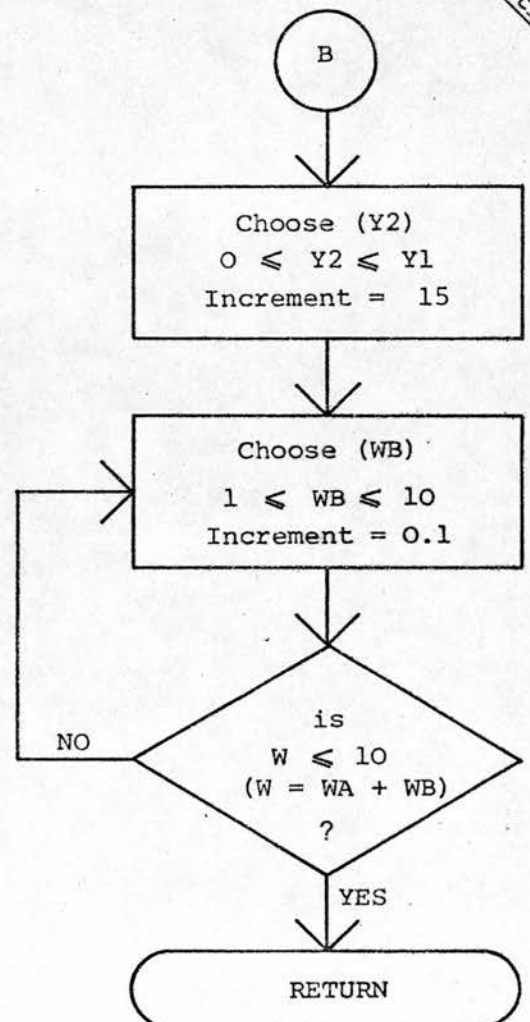 B
Choose (Y2)
0 ⩽ Y2 ⩽ Y1
Increment = 15
Choose (WB)
1 ⩽ WB ⩽ 10
Increment = 0.1
is
NO
W ⩽ 10
(W = WA + WB)
?
YES
RETURN